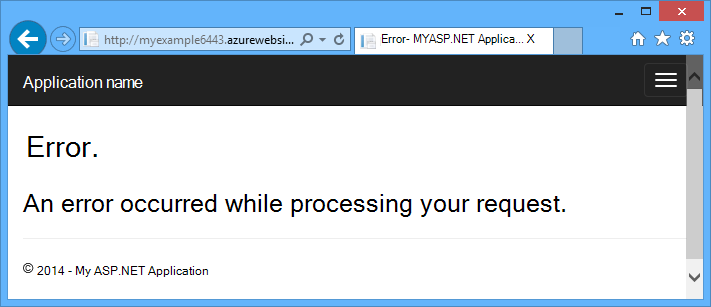 http://myexample6443.azurewebsi...
Error- MYASP.NET Applica... X
Application name
Error.
An error occurred while processing your request.
© 2014 - My ASP.NET Application